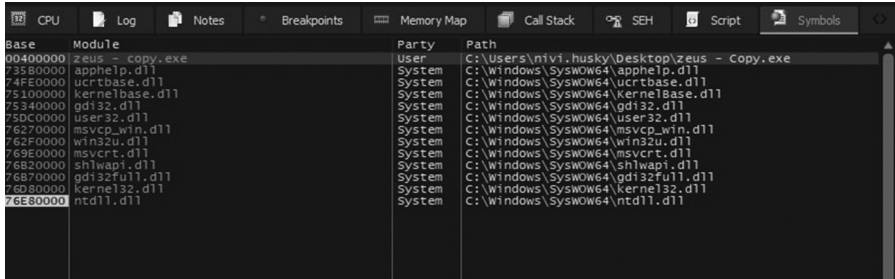 32 CPU Log Notes Breakpoints Memory Map Call Stack SEH Script Symbols
Base Module Party Path
00400000 zeus - copy.exe User C:\Users\nivi.husky\Desktop\zeus - Copy.exe
735B0000 apphelp.dll System C:\Windows\SysWOW64\apphelp.dll
74FE0000 ucrtbase.dll System C:\Windows\SysWOW64\ucrtbase.dll
75100000 kernelbase.dll System C:\Windows\SysWOW64\KernelBase.dll
75340000 gdi32.dll System C:\Windows\SysWOW64\gdi32.dll
75DC0000 user32.dll System C:\Windows\SysWOW64\user32.dll
76270000 msvcp_win.dll System C:\Windows\SysWOW64\msvcp_win.dll
762F0000 win32u.dll System C:\Windows\SysWOW64\win32u.dll
769E0000 msvcrt.dll System C:\Windows\SysWOW64\msvcrt.dll
76B20000 shlwapi.dll System C:\Windows\SysWOW64\shlwapi.dll
76B70000 gdi32full.dll System C:\Windows\SysWOW64\gdi32full.dll
76D80000 kernel32.dll System C:\Windows\SysWOW64\kernel32.dll
76E80000 ntdll.dll System C:\Windows\SysWOW64\ntdll.dll